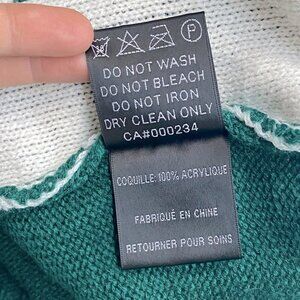 P
DO NOT WASH
DO NOT BLEACH
DO NOT IRON
DRY CLEAN ONLY
CA#000234
COQUILLE: 100% ACRYLIQUE
FABRIQUÉ EN CHINE
RETOURNER POUR SOINS